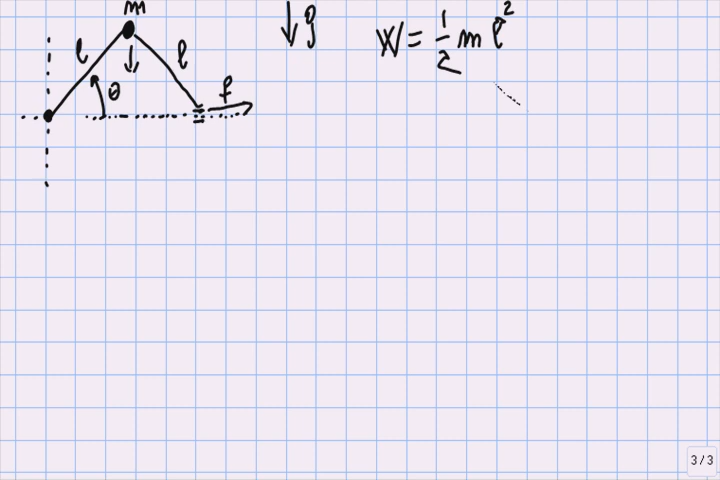 m
l
l
θ
f
↓ g
W = 1/2 m l²
3/3